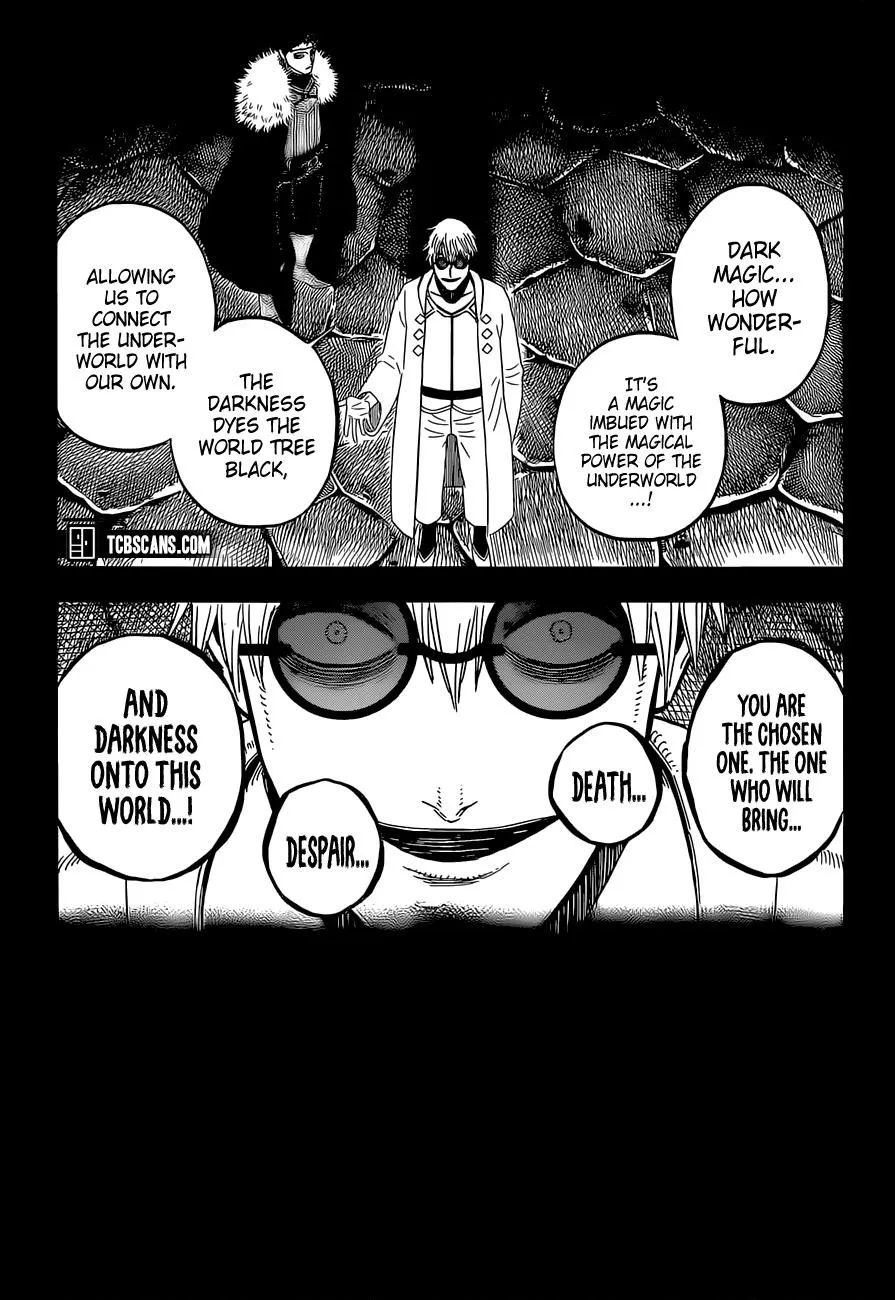 DARK
MAGIC...
HOW
WONDER-
FUL.
IT'S
A MAGIC
IMBUED WITH
THE MAGICAL
POWER OF THE
UNDERWORLD
...!
THE
DARKNESS
DYES THE
WORLD TREE
BLACK,
ALLOWING
US TO
CONNECT
THE UNDER-
WORLD WITH
OUR OWN.
TCBSCANS.COM
YOU ARE
THE CHOSEN
ONE. THE ONE
WHO WILL
BRING...
DEATH...
DESPAIR...
AND
DARKNESS
ONTO THIS
WORLD...!